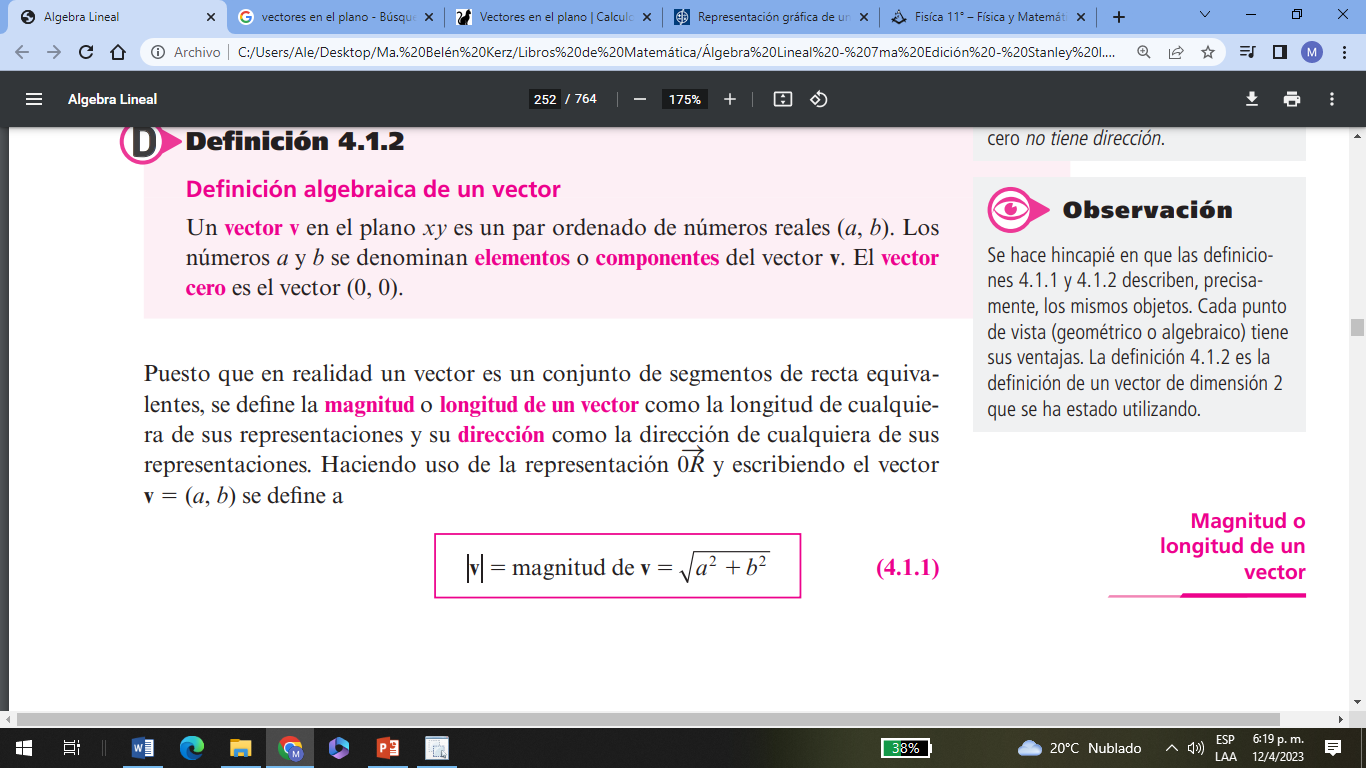 Algebra Lineal
vectores en el plano - Búsque
Vectores en el plano | Calculo
Representación gráfica de un
Fisíca 11° – Física y Matemáti
Archivo
C:/Users/Ale/Desktop/Ma.%20Belén%20Kerz/Libros%20de%20Matemática/Álgebra%20Lineal%20-%207ma%20Edición%20-%20Stanley%20I....
M
Algebra Lineal
252 / 764
175%
D Definición 4.1.2
Definición algebraica de un vector
Un vector v en el plano xy es un par ordenado de números reales (a, b). Los
números a y b se denominan elementos o componentes del vector v. El vector
cero es el vector (0, 0).
cero no tiene dirección.
Observación
Se hace hincapié en que las definicio-
nes 4.1.1 y 4.1.2 describen, precisa-
mente, los mismos objetos. Cada punto
de vista (geométrico o algebraico) tiene
sus ventajas. La definición 4.1.2 es la
definición de un vector de dimensión 2
que se ha estado utilizando.
Puesto que en realidad un vector es un conjunto de segmentos de recta equiva-
lentes, se define la magnitud o longitud de un vector como la longitud de cualquie-
ra de sus representaciones y su dirección como la dirección de cualquiera de sus
representaciones. Haciendo uso de la representación 0R⃗ y escribiendo el vector
v = (a, b) se define a
|v| = magnitud de v = √a² + b²
(4.1.1)
Magnitud o
longitud de un
vector
38%
20°C Nublado
ESP
LAA
6:19 p. m.
12/4/2023